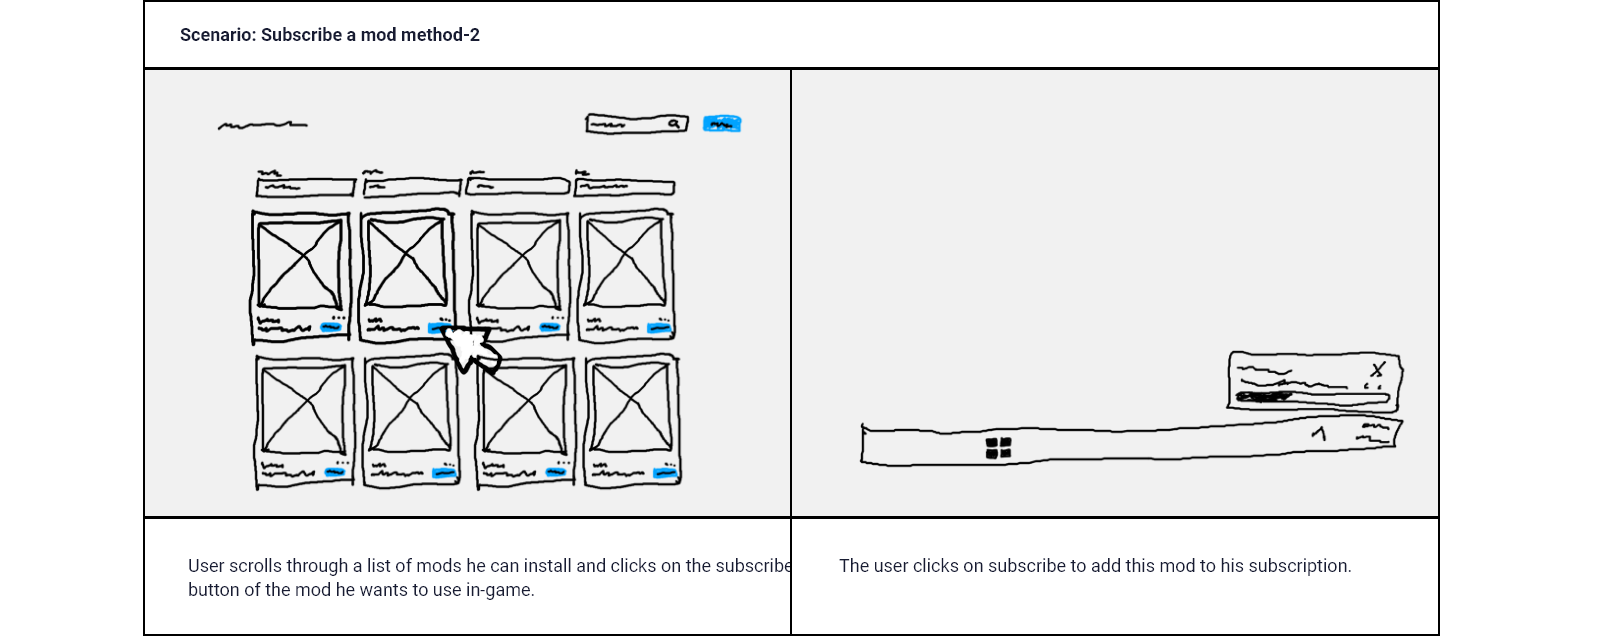 Scenario: Subscribe a mod method-2
User scrolls through a list of mods he can install and clicks on the subscribe
button of the mod he wants to use in-game.
The user clicks on subscribe to add this mod to his subscription.